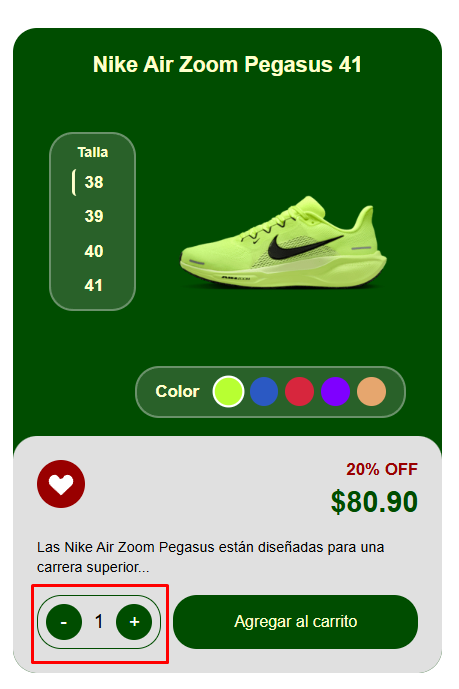 Nike Air Zoom Pegasus 41
Talla
38
39
40
41
Color
20% OFF
$80.90
Las Nike Air Zoom Pegasus están diseñadas para una
carrera superior...
- 1 +
Agregar al carrito